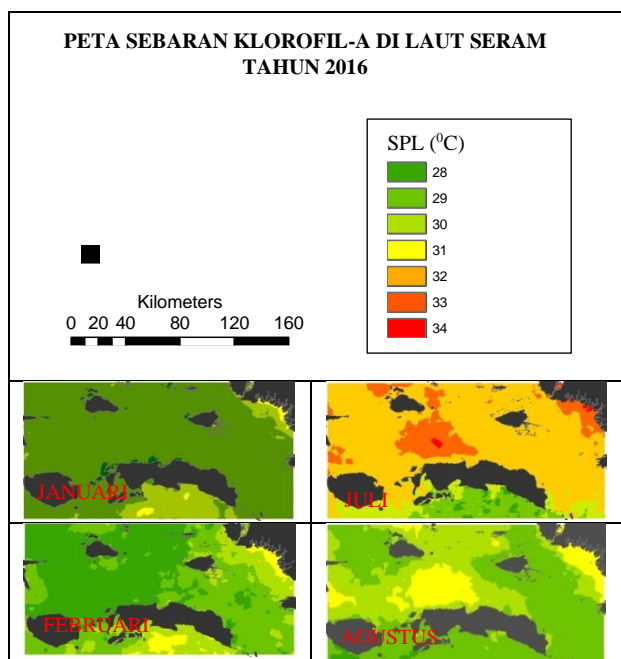 PETA SEBARAN KLOROFIL-A DI LAUT SERAM
TAHUN 2016
SPL (⁰C)
28
29
30
31
32
33
34
Kilometers
0 20 40 80 120 160
JANUARI
JULI
FEBRUARI
AGUSTUS